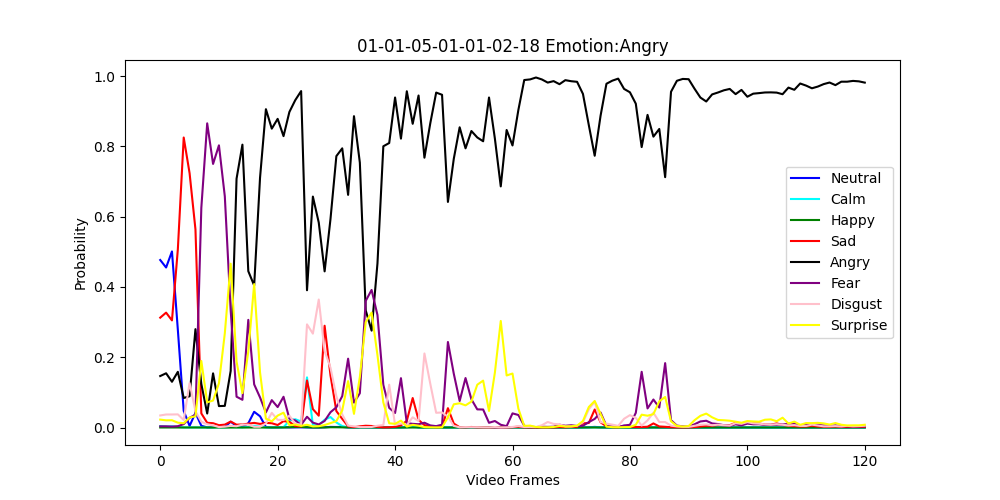 01-01-05-01-01-02-18 Emotion:Angry
Probability
1.0
0.8
0.6
0.4
0.2
0.0
0 20 40 60 80 100 120
Video Frames
Neutral
Calm
Happy
Sad
Angry
Fear
Disgust
Surprise